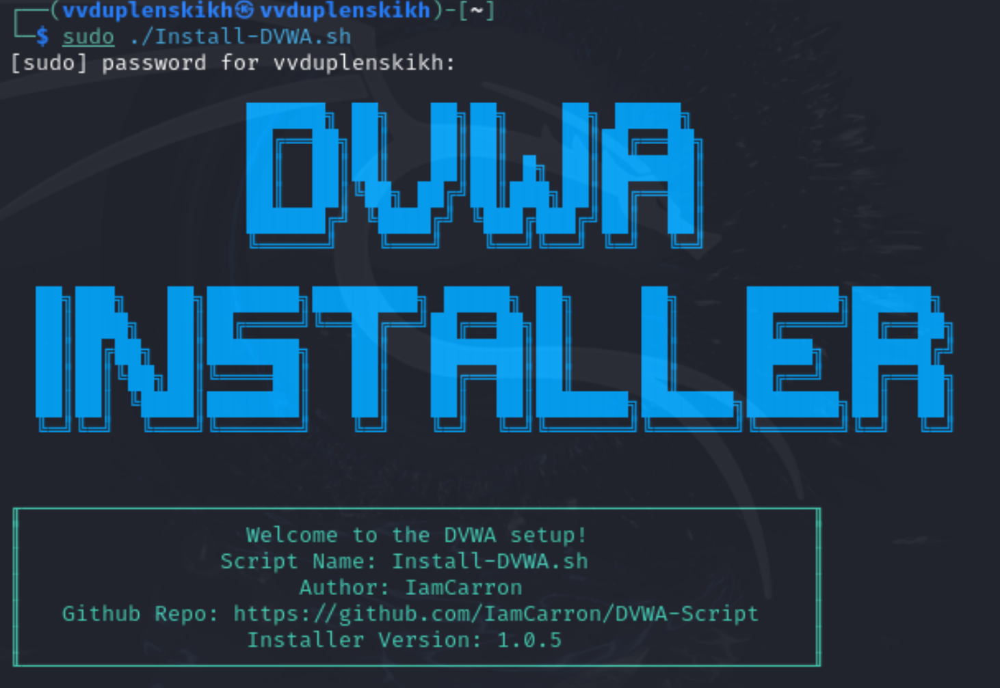 (vvduplenskikh㉿vvduplenskikh)-[~]
$ sudo ./Install-DVWA.sh
[sudo] password for vvduplenskikh:
DVWA
INSTALLER
Welcome to the DVWA setup!
Script Name: Install-DVWA.sh
Author: IamCarron
Github Repo: https://github.com/IamCarron/DVWA-Script
Installer Version: 1.0.5